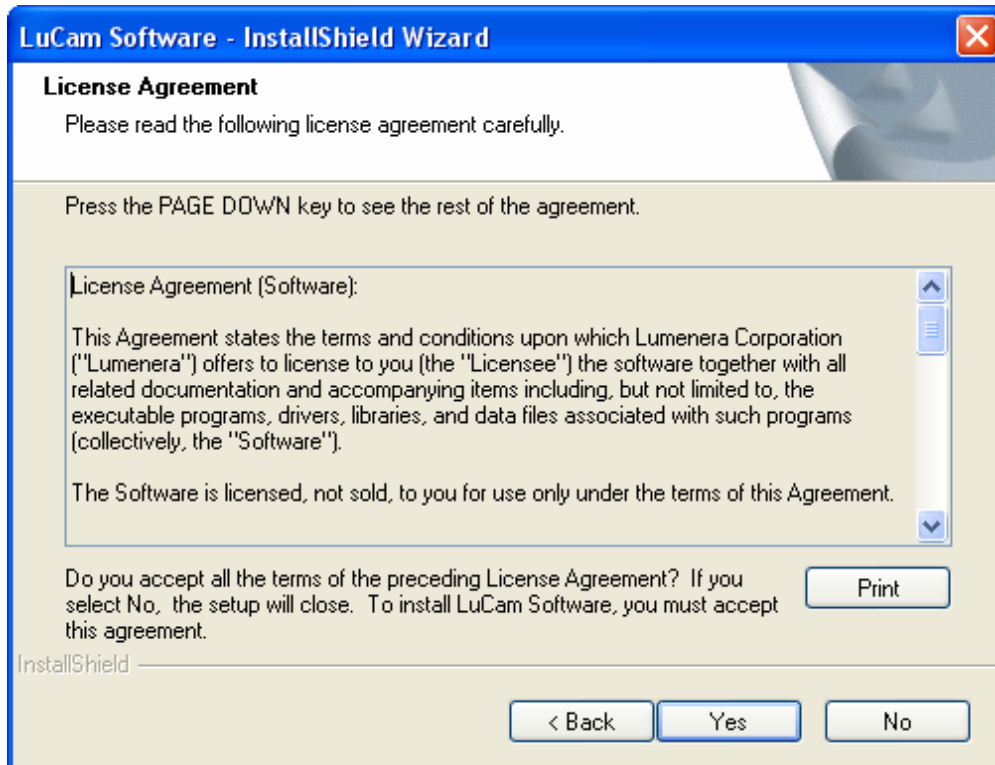 LuCam Software - InstallShield Wizard
License Agreement
Please read the following license agreement carefully.
Press the PAGE DOWN key to see the rest of the agreement.
License Agreement (Software):
This Agreement states the terms and conditions upon which Lumenera Corporation
("Lumenera") offers to license to you (the "Licensee") the software together with all
related documentation and accompanying items including, but not limited to, the
executable programs, drivers, libraries, and data files associated with such programs
(collectively, the "Software").
The Software is licensed, not sold, to you for use only under the terms of this Agreement.
Do you accept all the terms of the preceding License Agreement?  If you
select No,  the setup will close.  To install LuCam Software, you must accept
this agreement.
Print
InstallShield
< Back
Yes
No